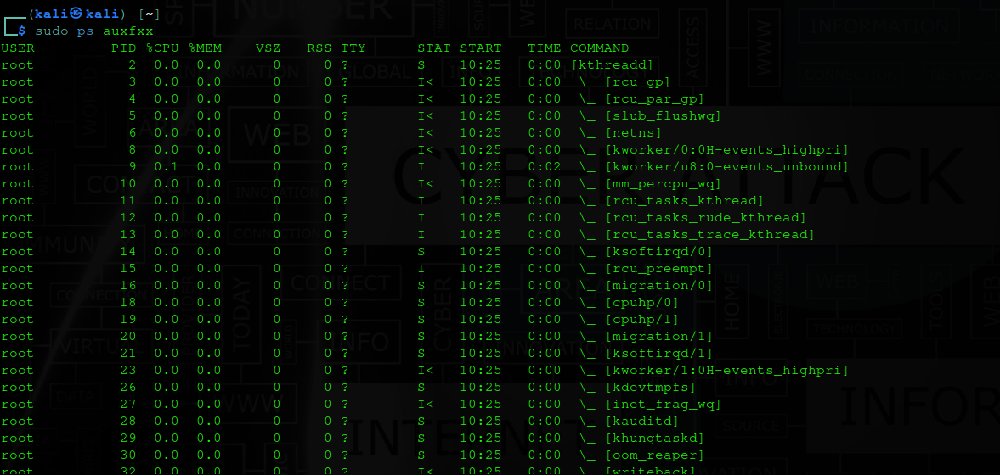 ┌──(kali㉿kali)-[~]
└─$ sudo ps auxfxx
USER         PID %CPU %MEM    VSZ   RSS TTY      STAT START   TIME COMMAND
root           2  0.0  0.0      0     0 ?        S    10:25   0:00 [kthreadd]
root           3  0.0  0.0      0     0 ?        I<   10:25   0:00  \_ [rcu_gp]
root           4  0.0  0.0      0     0 ?        I<   10:25   0:00  \_ [rcu_par_gp]
root           5  0.0  0.0      0     0 ?        I<   10:25   0:00  \_ [slub_flushwq]
root           6  0.0  0.0      0     0 ?        I<   10:25   0:00  \_ [netns]
root           8  0.0  0.0      0     0 ?        I<   10:25   0:00  \_ [kworker/0:0H-events_highpri]
root           9  0.1  0.0      0     0 ?        I    10:25   0:02  \_ [kworker/u8:0-events_unbound]
root          10  0.0  0.0      0     0 ?        I<   10:25   0:00  \_ [mm_percpu_wq]
root          11  0.0  0.0      0     0 ?        I    10:25   0:00  \_ [rcu_tasks_kthread]
root          12  0.0  0.0      0     0 ?        I    10:25   0:00  \_ [rcu_tasks_rude_kthread]
root          13  0.0  0.0      0     0 ?        I    10:25   0:00  \_ [rcu_tasks_trace_kthread]
root          14  0.0  0.0      0     0 ?        S    10:25   0:00  \_ [ksoftirqd/0]
root          15  0.0  0.0      0     0 ?        I    10:25   0:00  \_ [rcu_preempt]
root          16  0.0  0.0      0     0 ?        S    10:25   0:00  \_ [migration/0]
root          18  0.0  0.0      0     0 ?        S    10:25   0:00  \_ [cpuhp/0]
root          19  0.0  0.0      0     0 ?        S    10:25   0:00  \_ [cpuhp/1]
root          20  0.0  0.0      0     0 ?        S    10:25   0:00  \_ [migration/1]
root          21  0.0  0.0      0     0 ?        S    10:25   0:00  \_ [ksoftirqd/1]
root          23  0.0  0.0      0     0 ?        I<   10:25   0:00  \_ [kworker/1:0H-events_highpri]
root          26  0.0  0.0      0     0 ?        S    10:25   0:00  \_ [kdevtmpfs]
root          27  0.0  0.0      0     0 ?        I<   10:25   0:00  \_ [inet_frag_wq]
root          28  0.0  0.0      0     0 ?        S    10:25   0:00  \_ [kauditd]
root          29  0.0  0.0      0     0 ?        S    10:25   0:00  \_ [khungtaskd]
root          30  0.0  0.0      0     0 ?        S    10:25   0:00  \_ [oom_reaper]
root          32  0.0  0.0      0     0 ?        I<   10:25   0:00  \_ [writeback]